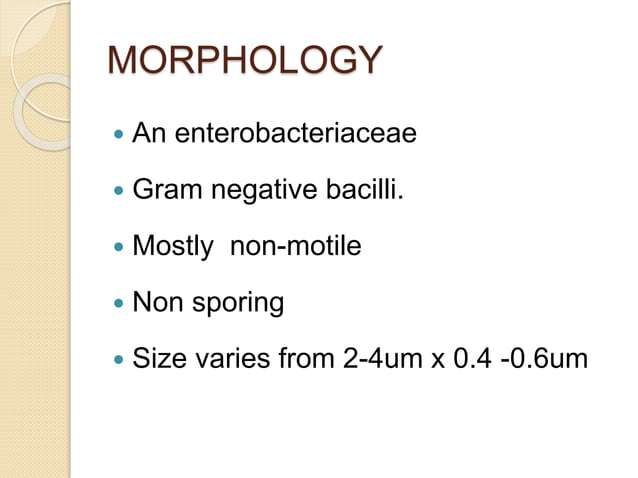 MORPHOLOGY
• An enterobacteriaceae
• Gram negative bacilli.
• Mostly  non-motile
• Non sporing
• Size varies from 2-4um x 0.4 -0.6um